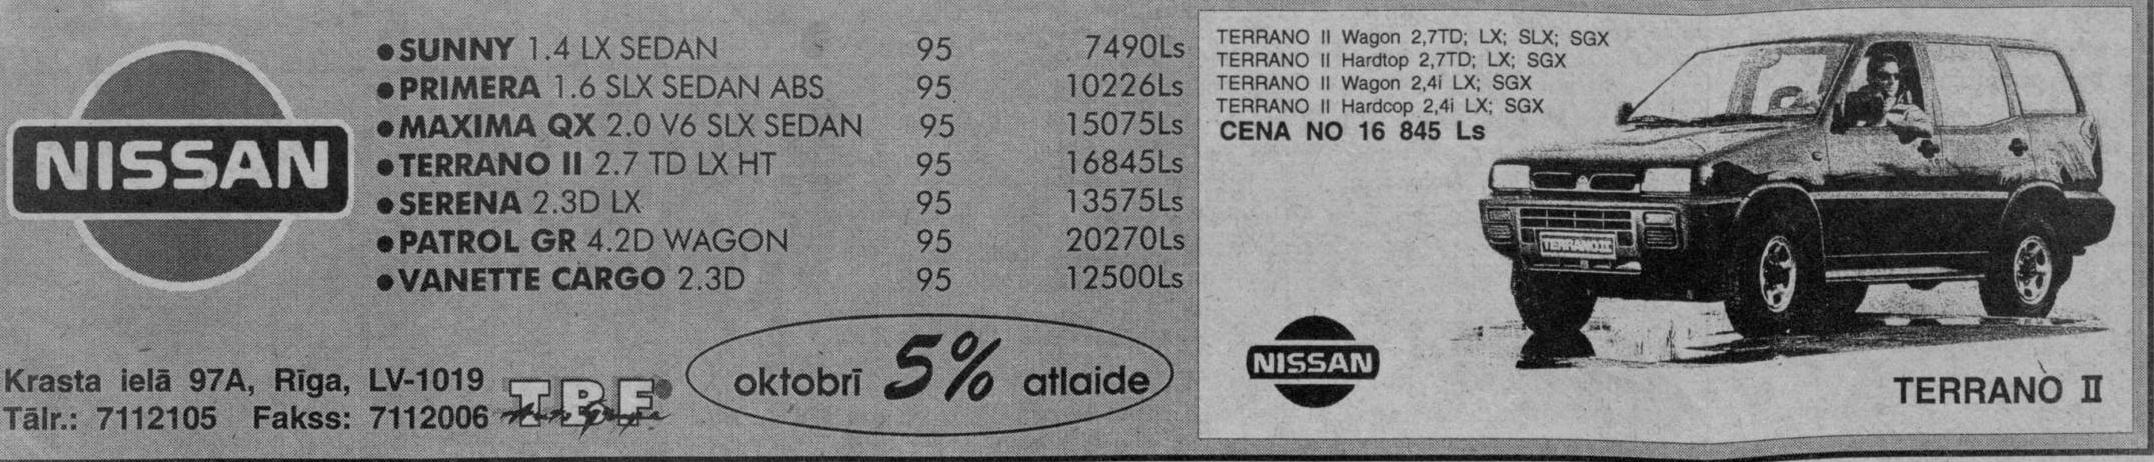 NISSAN
•SUNNY 1.4 LX SEDAN 95 7490Ls
•PRIMERA 1.6 SLX SEDAN ABS 95 10226Ls
•MAXIMA QX 2.0 V6 SLX SEDAN 95 15075Ls
•TERRANO II 2.7 TD LX HT 95 16845Ls
•SERENA 2.3D LX 95 13575Ls
•PATROL GR 4.2D WAGON 95 20270Ls
•VANETTE CARGO 2.3D 95 12500Ls
Krasta ielā 97A, Rīga, LV-1019
Tālr.: 7112105 Fakss: 7112006
TBF
Auto Grupa
oktobrī 5% atlaide
TERRANO II Wagon 2,7TD; LX; SLX; SGX
TERRANO II Hardtop 2,7TD; LX; SGX
TERRANO II Wagon 2,4i LX; SGX
TERRANO II Hardcop 2,4i LX; SGX
CENA NO 16 845 Ls
TERRANO II
NISSAN
TERRANO II